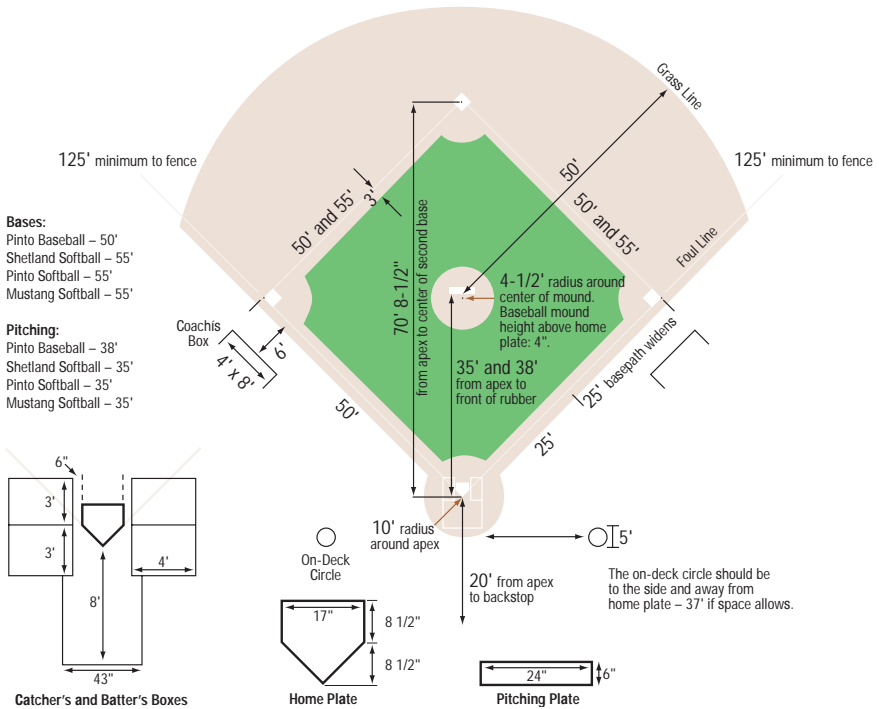 Grass Line
125' minimum to fence
125' minimum to fence
50'
3'
50' and 55'
50' and 55'
Foul Line
Bases:
Pinto Baseball – 50'
Shetland Softball – 55'
Pinto Softball – 55'
Mustang Softball – 55'
Pitching:
Pinto Baseball – 38'
Shetland Softball – 35'
Pinto Softball – 35'
Mustang Softball – 35'
70' 8-1/2"
from apex to center of second base
4-1/2' radius around
center of mound.
Baseball mound
height above home
plate: 4".
Coachís
Box
4' x 8'
6'
35' and 38'
from apex to
front of rubber
25' basepath widens
50'
25'
10' radius
around apex
20' from apex
to backstop
On-Deck
Circle
5'
The on-deck circle should be
to the side and away from
home plate – 37' if space allows.
6"
3'
3'
4'
8'
43"
Catcher's and Batter's Boxes
17"
8 1/2"
8 1/2"
Home Plate
24"
6"
Pitching Plate